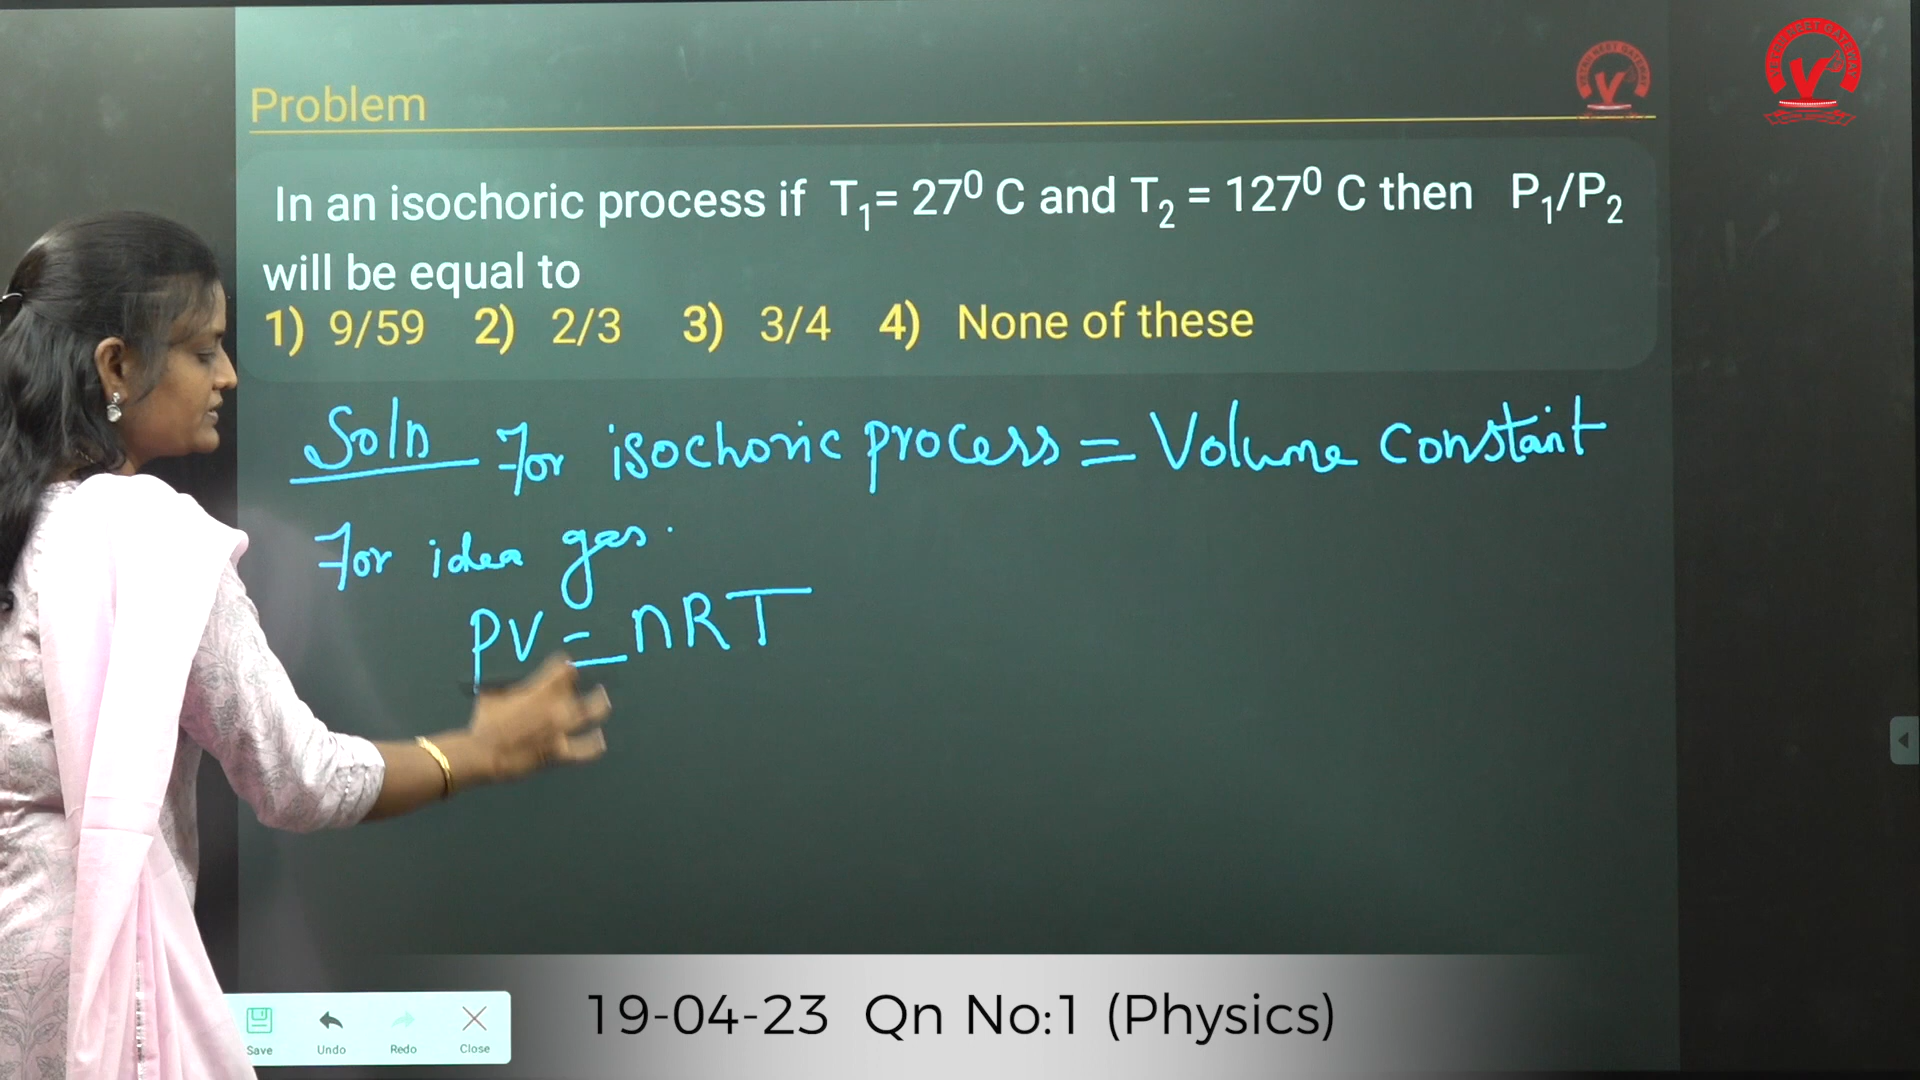 Problem
In an isochoric process if T₁= 27⁰ C and T₂ = 127⁰ C then P₁/P₂
will be equal to
1) 9/59 2) 2/3 3) 3/4 4) None of these
Soln For isochoric process = Volume constant
For idea gas.
PV = nRT
19-04-23 Qn No:1 (Physics)
Save Undo Redo Close